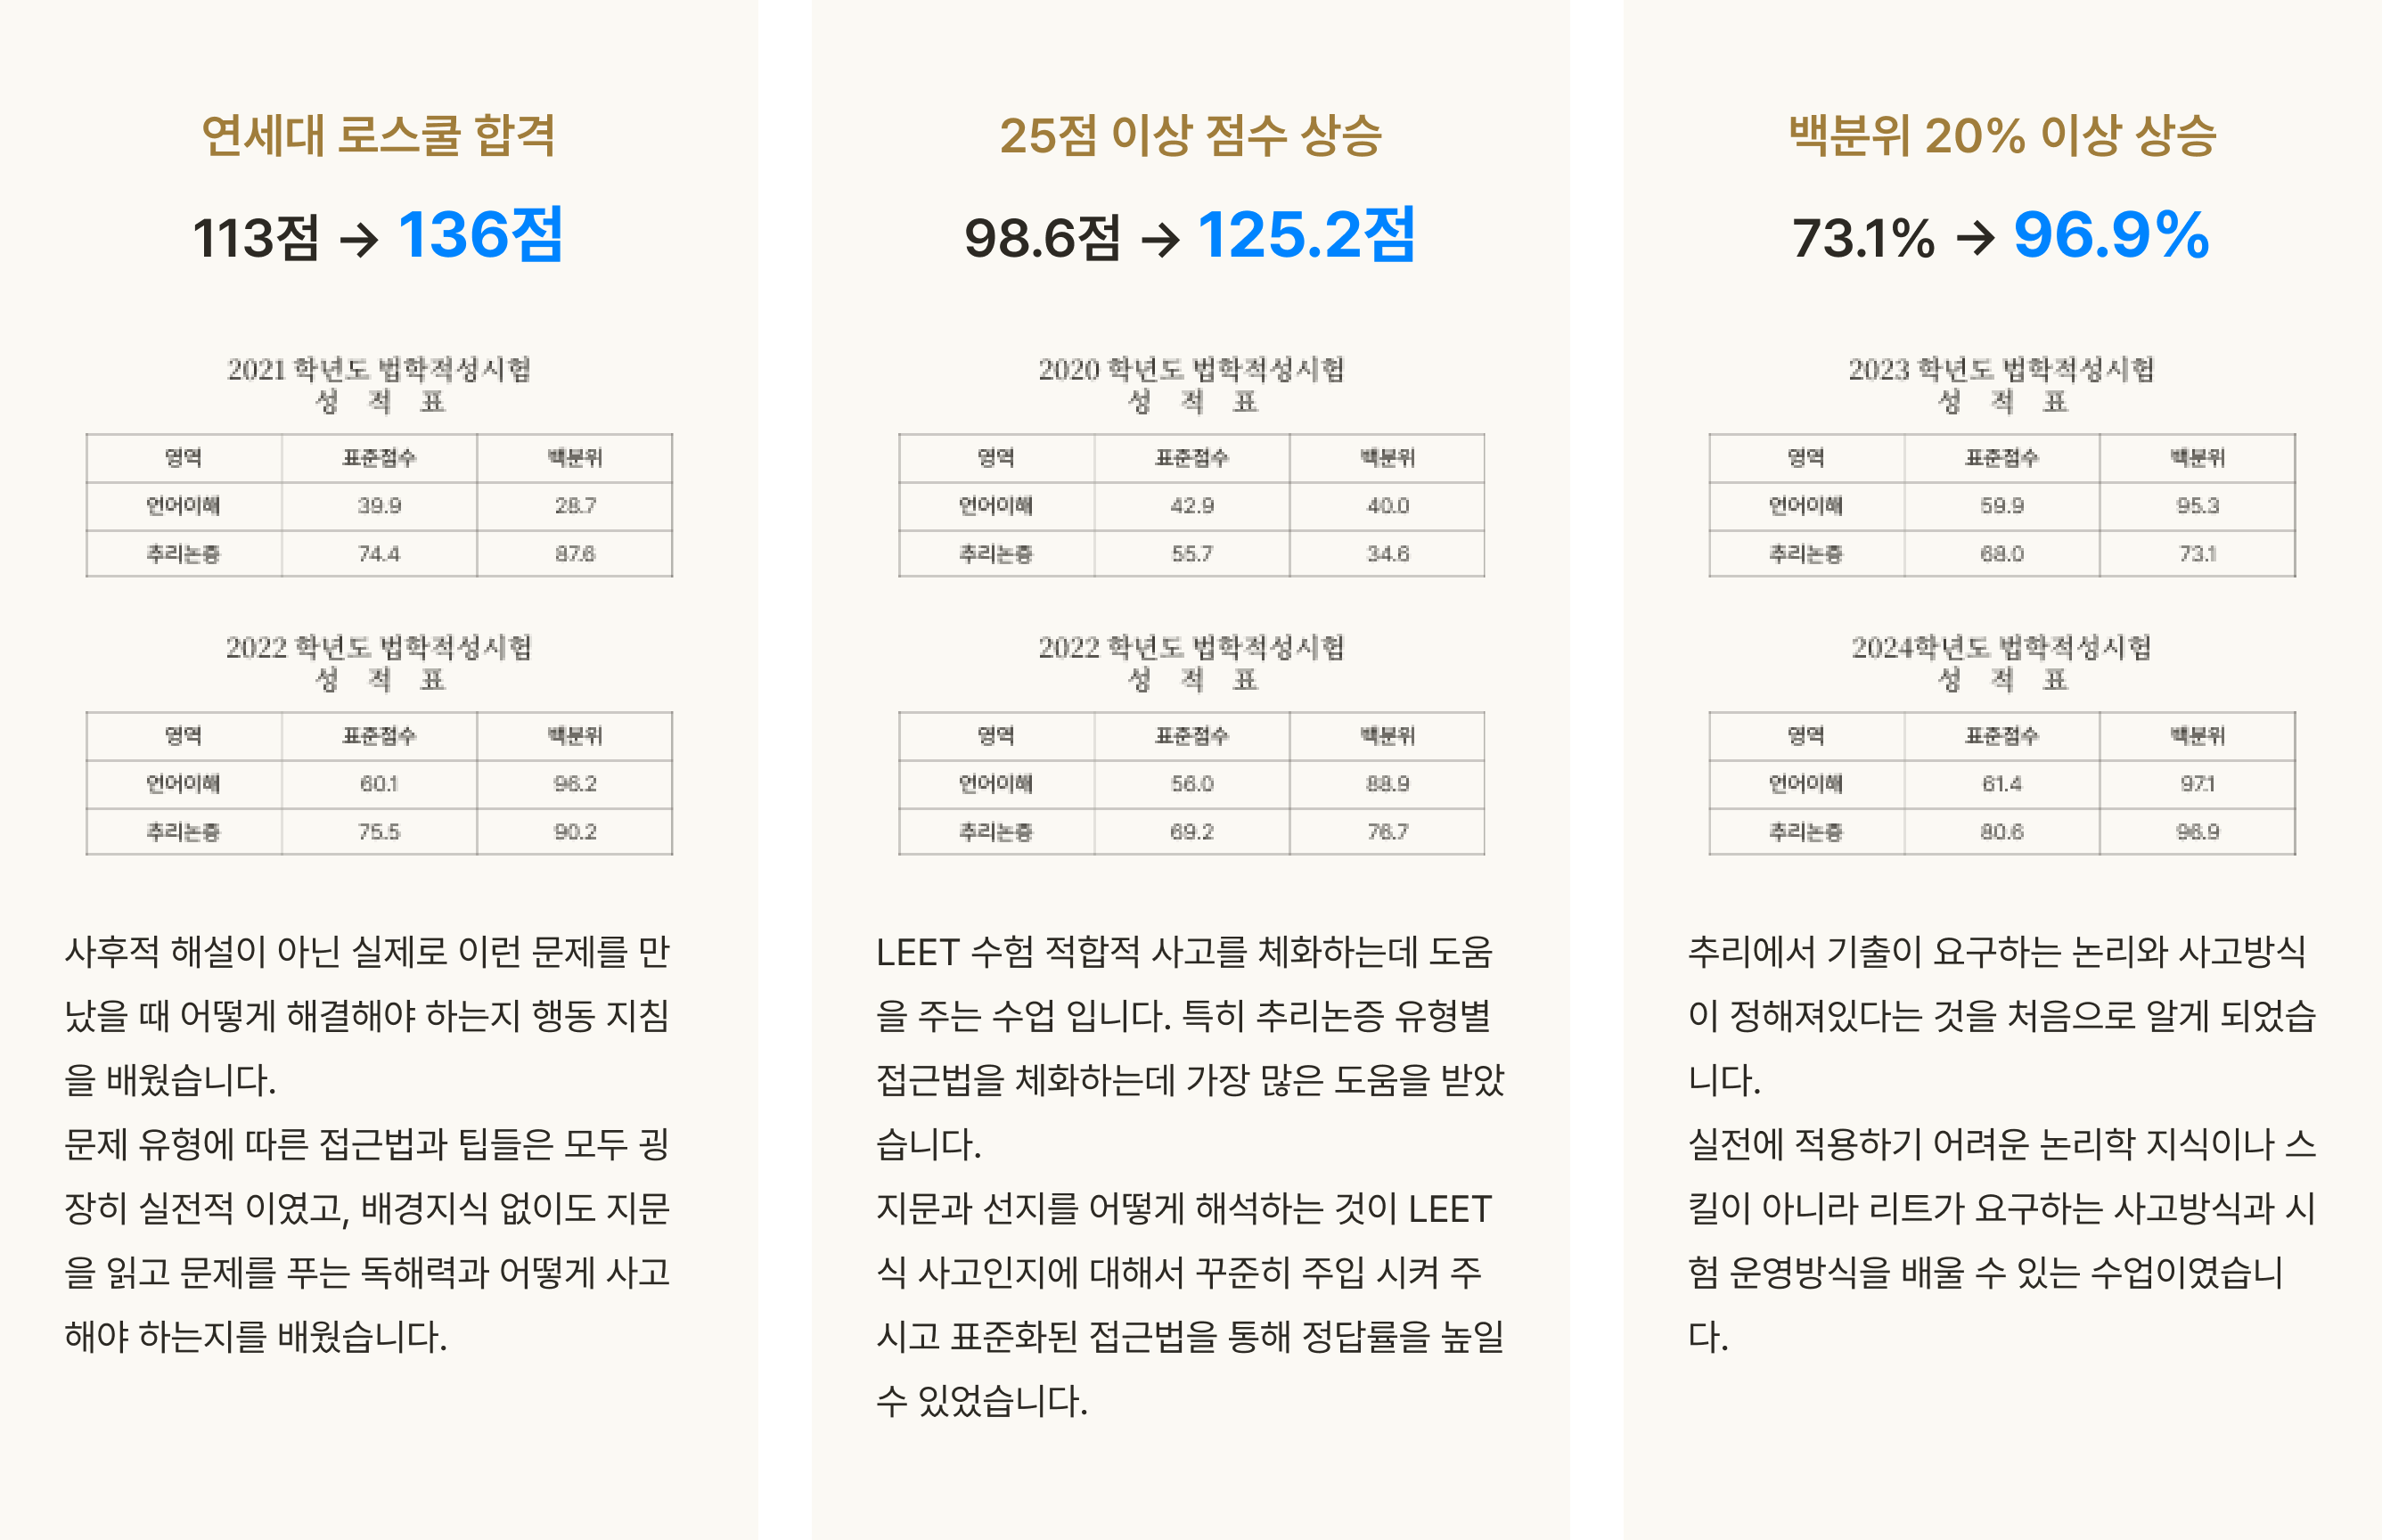 연세대 로스쿨 합격
113점 → 136점
2021 학년도 법학적성시험
성 적 표
영역 표준점수 백분위
언어이해 39.9 28.7
추리논증 74.4 87.6
2022 학년도 법학적성시험
성 적 표
영역 표준점수 백분위
언어이해 60.1 96.2
추리논증 75.5 90.2
사후적 해설이 아닌 실제로 이런 문제를 만
났을 때 어떻게 해결해야 하는지 행동 지침
을 배웠습니다.
문제 유형에 따른 접근법과 팁들은 모두 굉
장히 실전적 이였고, 배경지식 없이도 지문
을 읽고 문제를 푸는 독해력과 어떻게 사고
해야 하는지를 배웠습니다.
25점 이상 점수 상승
98.6점 → 125.2점
2020 학년도 법학적성시험
성 적 표
영역 표준점수 백분위
언어이해 42.9 40.0
추리논증 55.7 34.6
2022 학년도 법학적성시험
성 적 표
영역 표준점수 백분위
언어이해 56.0 88.9
추리논증 69.2 76.7
LEET 수험 적합적 사고를 체화하는데 도움
을 주는 수업 입니다. 특히 추리논증 유형별
접근법을 체화하는데 가장 많은 도움을 받았
습니다.
지문과 선지를 어떻게 해석하는 것이 LEET
식 사고인지에 대해서 꾸준히 주입 시켜 주
시고 표준화된 접근법을 통해 정답률을 높일
수 있었습니다.
백분위 20% 이상 상승
73.1% → 96.9%
2023 학년도 법학적성시험
성 적 표
영역 표준점수 백분위
언어이해 59.9 95.3
추리논증 68.0 73.1
2024학년도 법학적성시험
성 적 표
영역 표준점수 백분위
언어이해 61.4 97.1
추리논증 80.6 96.9
추리에서 기출이 요구하는 논리와 사고방식
이 정해져있다는 것을 처음으로 알게 되었습
니다.
실전에 적용하기 어려운 논리학 지식이나 스
킬이 아니라 리트가 요구하는 사고방식과 시
험 운영방식을 배울 수 있는 수업이였습니
다.